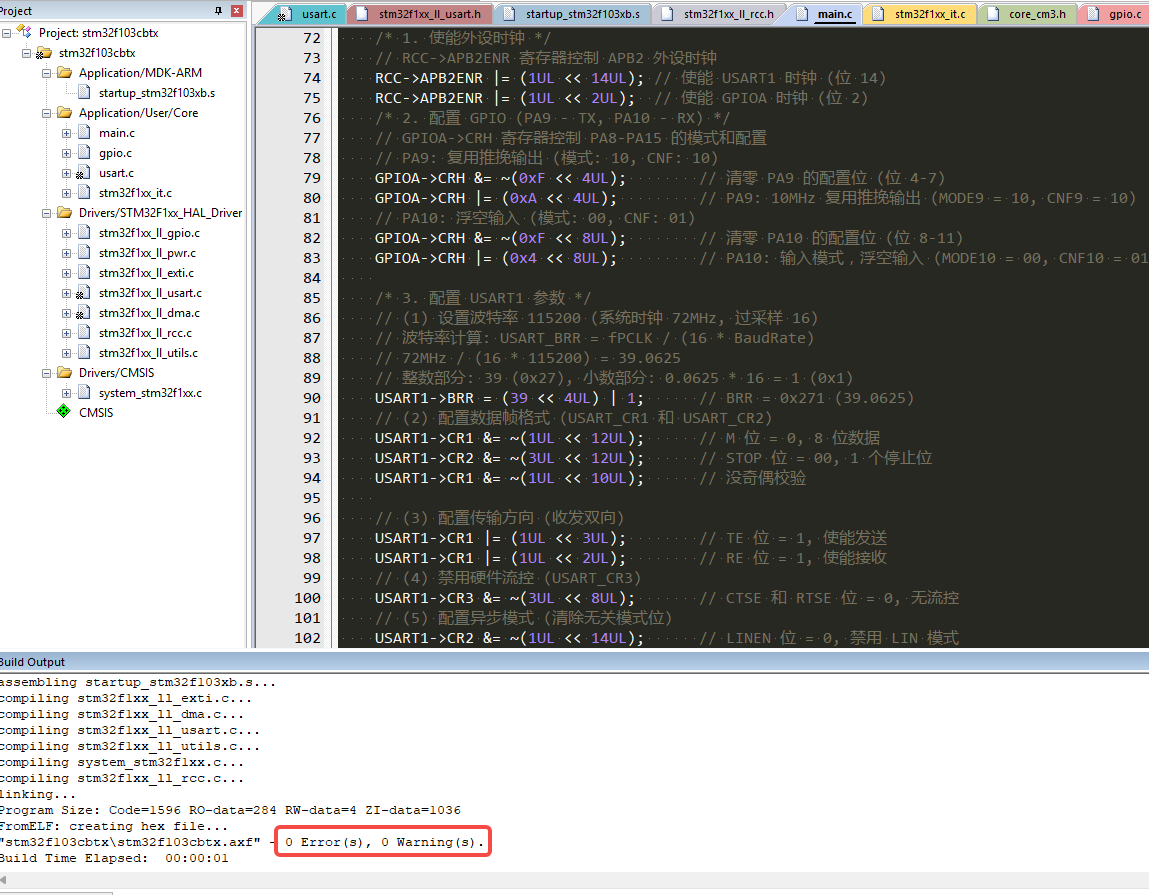 Project
Project: stm32f103cbtx
stm32f103cbtx
Application/MDK-ARM
startup_stm32f103xb.s
Application/User/Core
main.c
gpio.c
usart.c
stm32f1xx_it.c
Drivers/STM32F1xx_HAL_Driver
stm32f1xx_ll_gpio.c
stm32f1xx_ll_pwr.c
stm32f1xx_ll_exti.c
stm32f1xx_ll_usart.c
stm32f1xx_ll_dma.c
stm32f1xx_ll_rcc.c
stm32f1xx_ll_utils.c
Drivers/CMSIS
system_stm32f1xx.c
CMSIS
usart.c stm32f1xx_ll_usart.h startup_stm32f103xb.s stm32f1xx_ll_rcc.h main.c stm32f1xx_it.c core_cm3.h gpio.c
72 /* 1. 使能外设时钟 */
73 // RCC->APB2ENR 寄存器控制 APB2 外设时钟
74 RCC->APB2ENR |= (1UL << 14UL); // 使能 USART1 时钟 (位 14)
75 RCC->APB2ENR |= (1UL << 2UL); // 使能 GPIOA 时钟 (位 2)
76 /* 2. 配置 GPIO (PA9 - TX, PA10 - RX) */
77 // GPIOA->CRH 寄存器控制 PA8-PA15 的模式和配置
78 // PA9: 复用推挽输出 (模式: 10, CNF: 10)
79 GPIOA->CRH &= ~(0xF << 4UL); // 清零 PA9 的配置位 (位 4-7)
80 GPIOA->CRH |= (0xA << 4UL); // PA9: 10MHz 复用推挽输出 (MODE9 = 10, CNF9 = 10)
81 // PA10: 浮空输入 (模式: 00, CNF: 01)
82 GPIOA->CRH &= ~(0xF << 8UL); // 清零 PA10 的配置位 (位 8-11)
83 GPIOA->CRH |= (0x4 << 8UL); // PA10: 输入模式，浮空输入 (MODE10 = 00, CNF10 = 01
84
85 /* 3. 配置 USART1 参数 */
86 // (1) 设置波特率 115200 (系统时钟 72MHz, 过采样 16)
87 // 波特率计算: USART_BRR = fPCLK / (16 * BaudRate)
88 // 72MHz / (16 * 115200) = 39.0625
89 // 整数部分: 39 (0x27), 小数部分: 0.0625 * 16 = 1 (0x1)
90 USART1->BRR = (39 << 4UL) | 1; // BRR = 0x271 (39.0625)
91 // (2) 配置数据帧格式 (USART_CR1 和 USART_CR2)
92 USART1->CR1 &= ~(1UL << 12UL); // M 位 = 0, 8 位数据
93 USART1->CR2 &= ~(3UL << 12UL); // STOP 位 = 00, 1 个停止位
94 USART1->CR1 &= ~(1UL << 10UL); // 没奇偶校验
95
96 // (3) 配置传输方向 (收发双向)
97 USART1->CR1 |= (1UL << 3UL); // TE 位 = 1, 使能发送
98 USART1->CR1 |= (1UL << 2UL); // RE 位 = 1, 使能接收
99 // (4) 禁用硬件流控 (USART_CR3)
100 USART1->CR3 &= ~(3UL << 8UL); // CTSE 和 RTSE 位 = 0, 无流控
101 // (5) 配置异步模式 (清除无关模式位)
102 USART1->CR2 &= ~(1UL << 14UL); // LINEN 位 = 0, 禁用 LIN 模式
Build Output
assembling startup_stm32f103xb.s...
compiling stm32f1xx_ll_exti.c...
compiling stm32f1xx_ll_dma.c...
compiling stm32f1xx_ll_usart.c...
compiling stm32f1xx_ll_utils.c...
compiling system_stm32f1xx.c...
compiling stm32f1xx_ll_rcc.c...
linking...
Program Size: Code=1596 RO-data=284 RW-data=4 ZI-data=1036
FromELF: creating hex file...
"stm32f103cbtx\stm32f103cbtx.axf" - 0 Error(s), 0 Warning(s).
Build Time Elapsed:  00:00:01